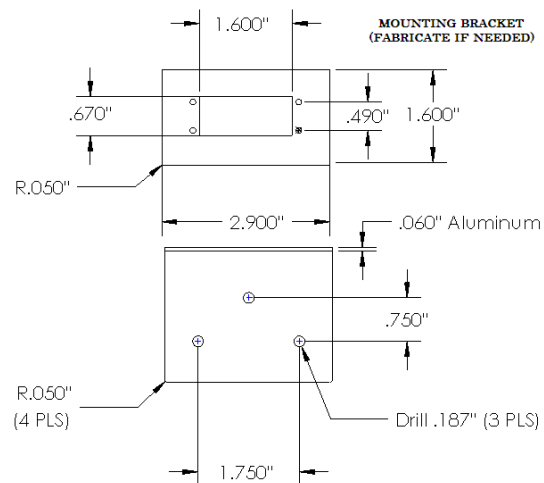 MOUNTING BRACKET
(FABRICATE IF NEEDED)
1.600"
.670"
.490"
1.600"
R.050"
2.900"
.060" Aluminum
.750"
R.050"
(4 PLS)
Drill .187" (3 PLS)
1.750"